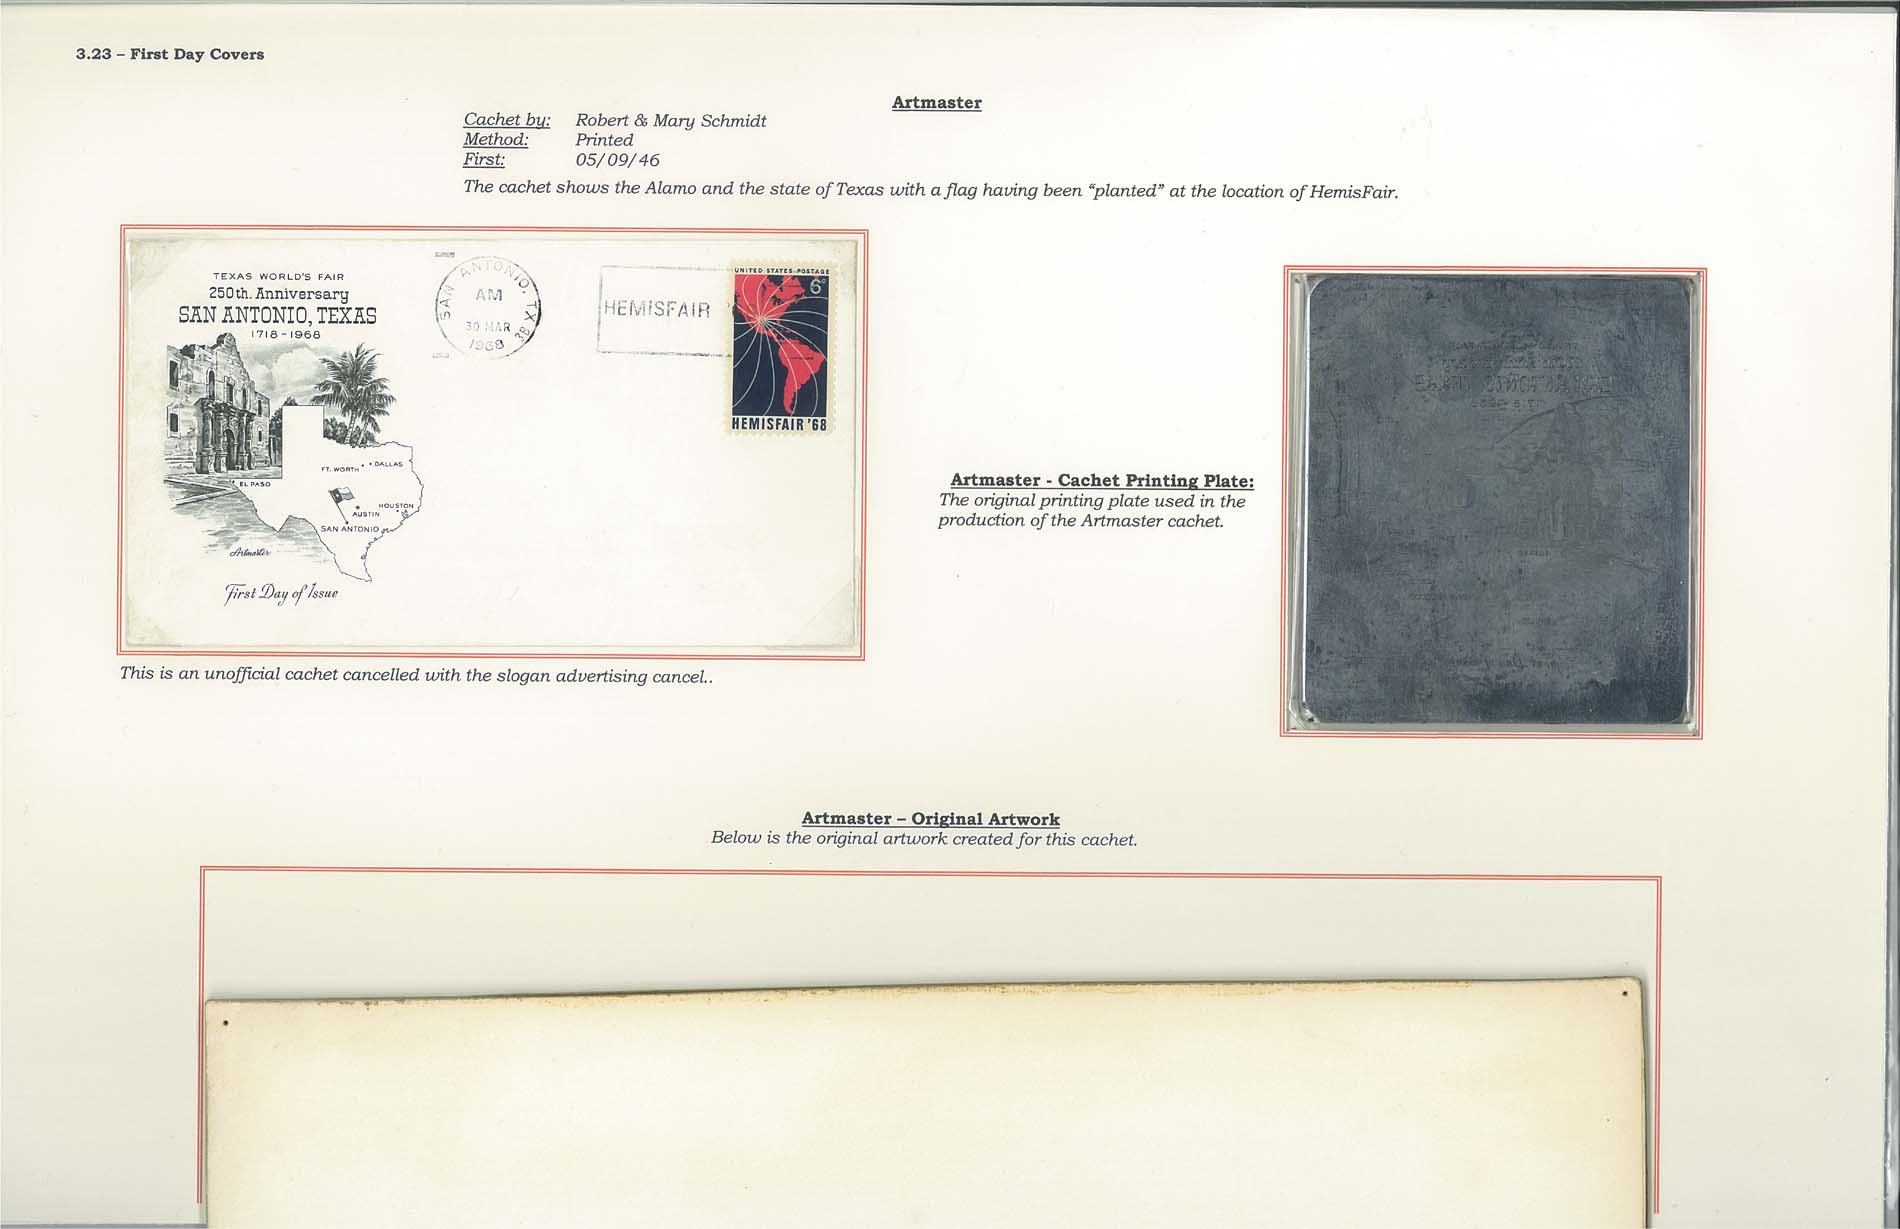 3.23 – First Day Covers
Artmaster
Cachet by: Robert & Mary Schmidt
Method: Printed
First: 05/09/46
The cachet shows the Alamo and the state of Texas with a flag having been “planted” at the location of HemisFair.
TEXAS WORLD'S FAIR
250th. Anniversary
SAN ANTONIO, TEXAS
1718-1968
FT. WORTH
DALLAS
EL PASO
HOUSTON
AUSTIN
SAN ANTONIO
Artmaster
First Day of Issue
SAN ANTONIO, TX
AM
30 MAR
1968
3B
HEMISFAIR
UNITED STATES-POSTAGE
6c
HEMISFAIR '68
This is an unofficial cachet cancelled with the slogan advertising cancel..
Artmaster - Cachet Printing Plate:
The original printing plate used in the
production of the Artmaster cachet.
Artmaster – Original Artwork
Below is the original artwork created for this cachet.